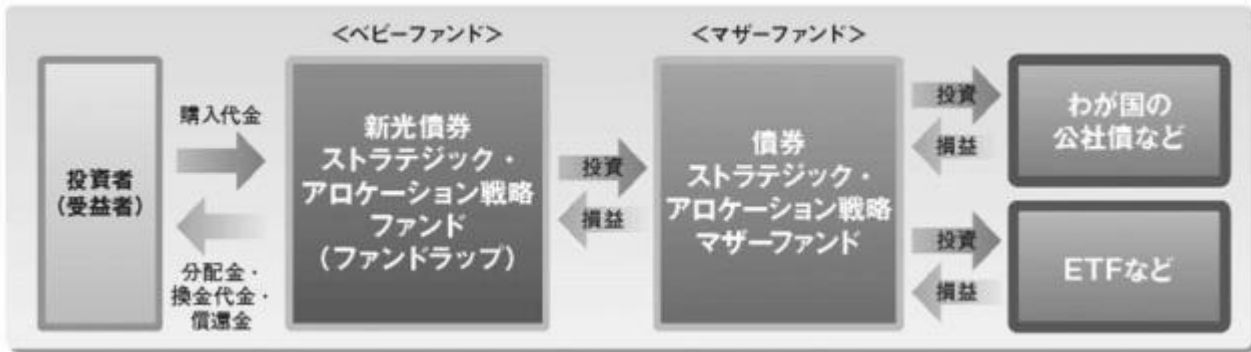 <ベビーファンド>
<マザーファンド>
投資者
(受益者)
購入代金
分配金・
換金代金・
償還金
新光債券
ストラテジック・
アロケーション戦略
ファンド
(ファンドラップ)
投資
損益
債券
ストラテジック・
アロケーション戦略
マザーファンド
投資
損益
わが国の
公社債など
投資
損益
ETFなど